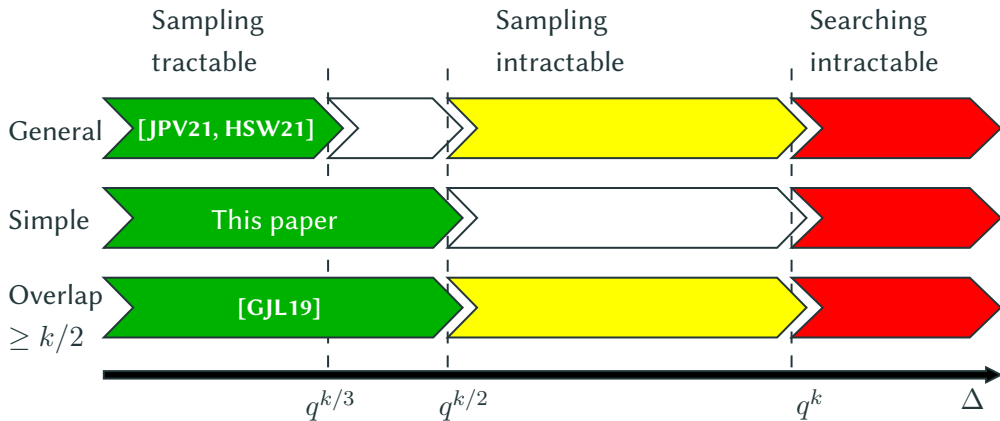 Sampling tractable
Sampling intractable
Searching intractable
General
[JPV21, HSW21]
Simple
This paper
Overlap
≥ k/2
[GJL19]
q^{k/3}
q^{k/2}
q^k
Δ